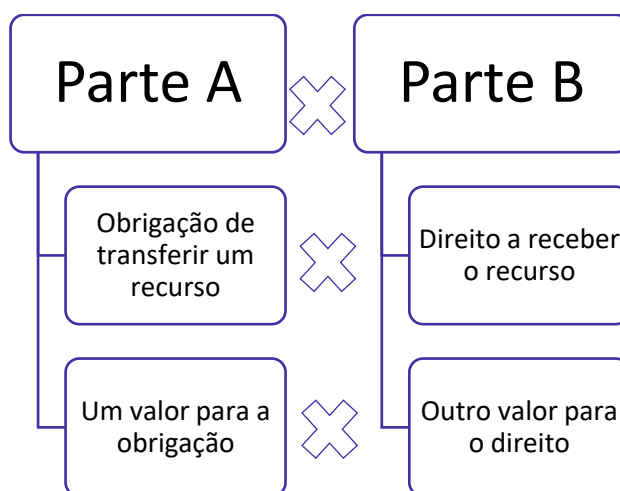 Parte A
Parte B
Obrigação de
transferir um
recurso
Direito a receber
o recurso
Um valor para a
obrigação
Outro valor para
o direito